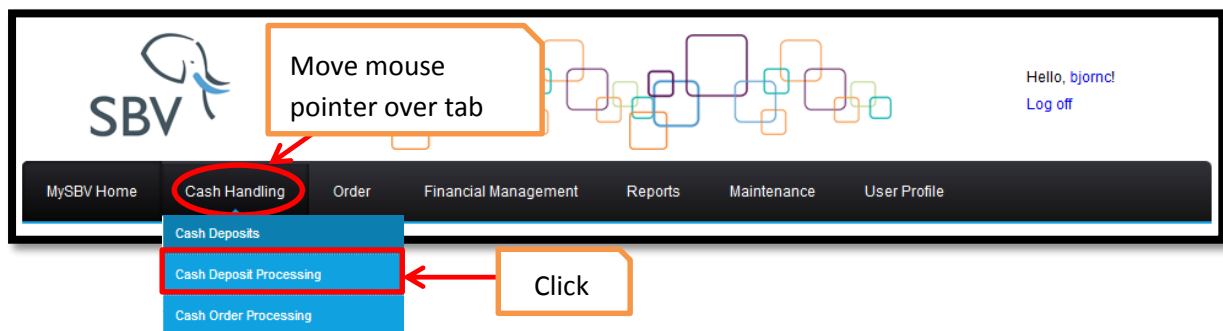 SBV
Move mouse
pointer over tab
Hello, bjornc!
Log off
MySBV Home Cash Handling Order Financial Management Reports Maintenance User Profile
Cash Deposits
Cash Deposit Processing
Click
Cash Order Processing